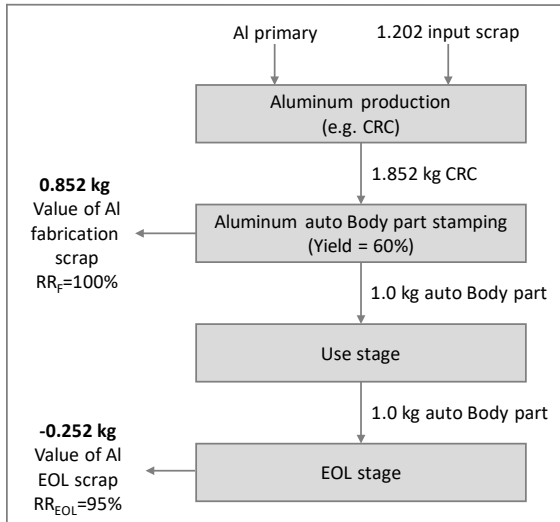 Al primary
1.202 input scrap
Aluminum production
(e.g. CRC)
1.852 kg CRC
0.852 kg
Value of Al
fabrication
scrap
RR_F=100%
Aluminum auto Body part stamping
(Yield = 60%)
1.0 kg auto Body part
Use stage
1.0 kg auto Body part
-0.252 kg
Value of Al
EOL scrap
RR_EOL=95%
EOL stage